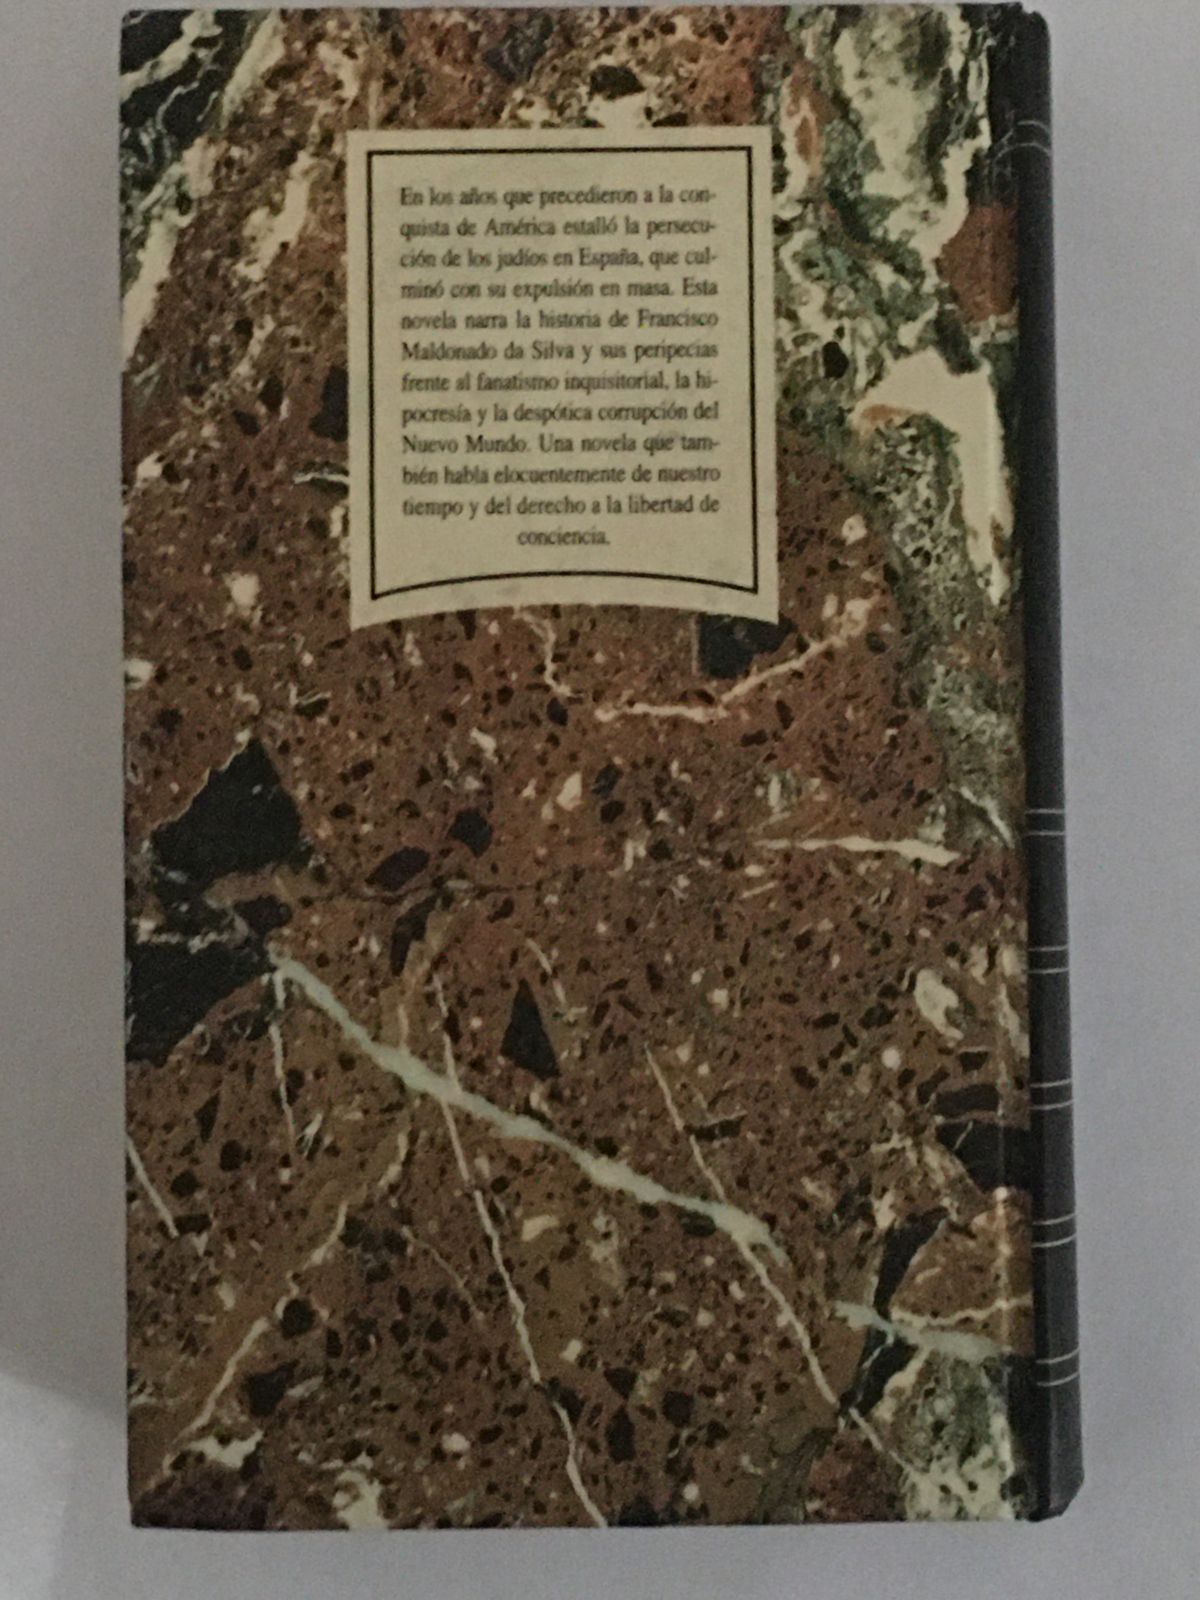 En los años que precedieron a la con-
quista de América estalló la persecu-
ción de los judíos en España, que cul-
minó con su expulsión en masa. Esta
novela narra la historia de Francisco
Maldonado da Silva y sus peripecias
frente al fanatismo inquisitorial, la hi-
pocresía y la despótica corrupción del
Nuevo Mundo. Una novela que tam-
bién habla elocuentemente de nuestro
tiempo y del derecho a la libertad de
conciencia.